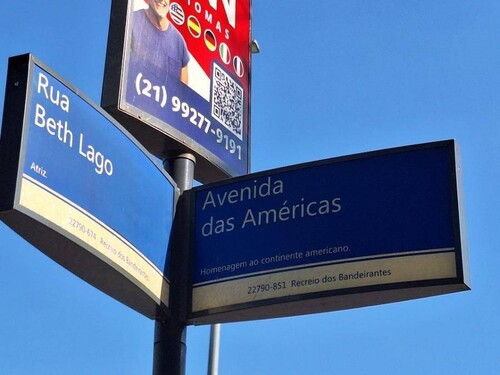 TOMAS
(21) 99277-9191
Rua
Beth Lago
Atriz.
22790-674 Recreio dos Bandeirantes
Avenida
das Américas
Homenagem ao continente americano.
22790-851 Recreio dos Bandeirantes